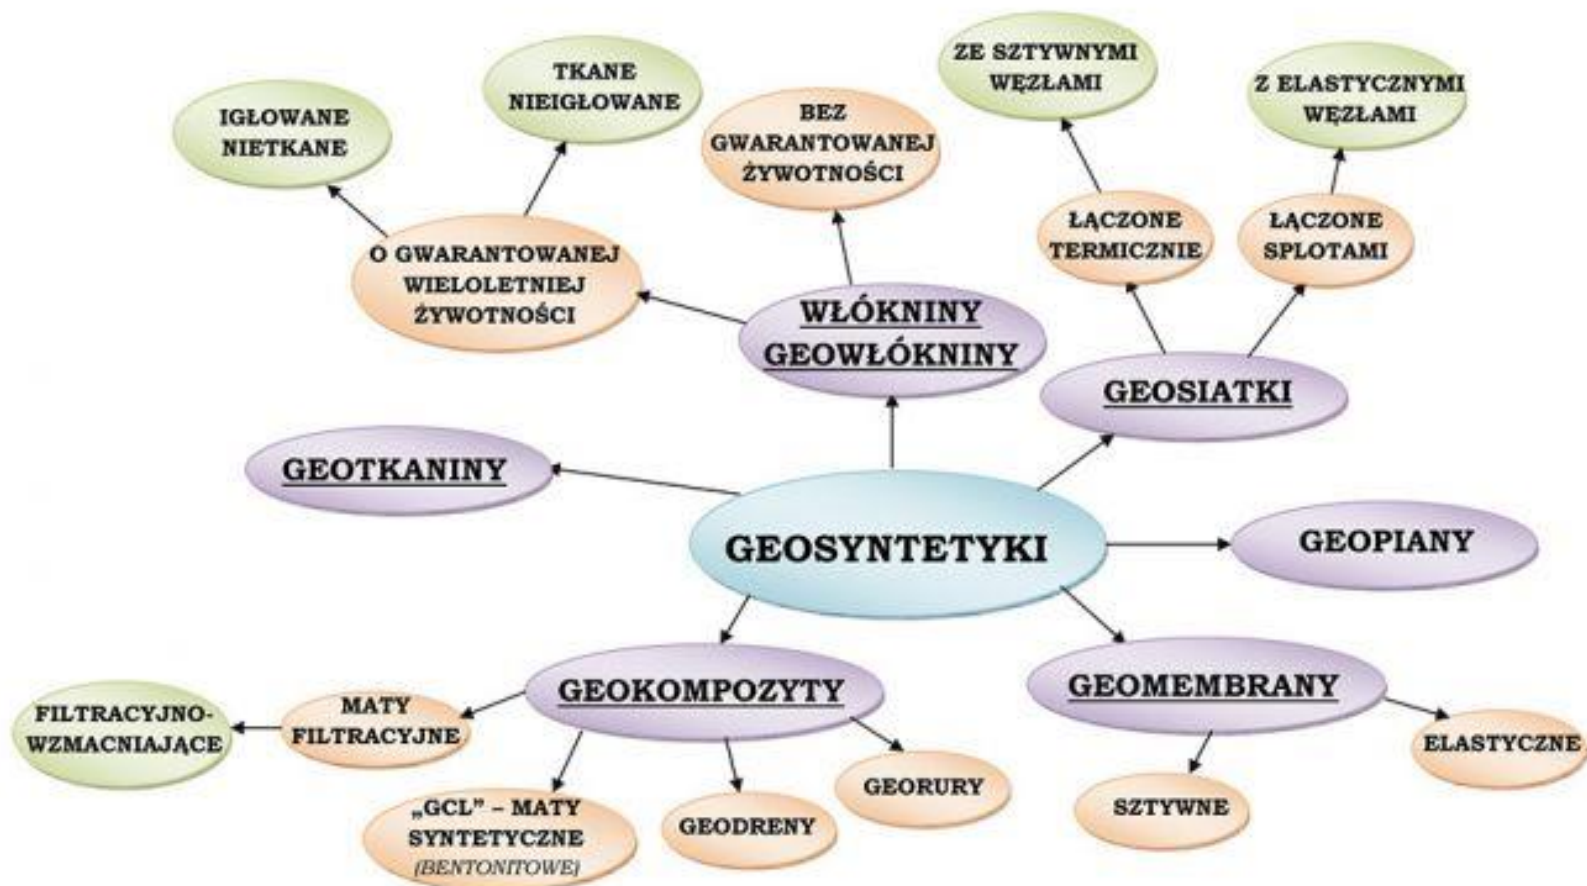 ZE SZTYWNYMI
WĘZŁAMI
TKANE
NIEIGŁOWANE
Z ELASTYCZNYMI
WĘZŁAMI
IGŁOWANE
NIETKANE
BEZ
GWARANTOWANEJ
ŻYWOTNOŚCI
ŁĄCZONE
TERMICZNIE
ŁĄCZONE
SPLOTAMI
O GWARANTOWANEJ
WIELOLETNIEJ
ŻYWOTNOŚCI
WŁÓKNINY
GEOWŁÓKNINY
GEOSIATKI
GEOTKANINY
GEOSYNTETYKI
GEOPIANY
GEOKOMPOZYTY
GEOMEMBRANY
FILTRACYJNO-
WZMACNIAJĄCE
MATY
FILTRACYJNE
ELASTYCZNE
GEORURY
SZTYWNE
„GCL” – MATY
SYNTETYCZNE
(BENTONITOWE)
GEODRENY